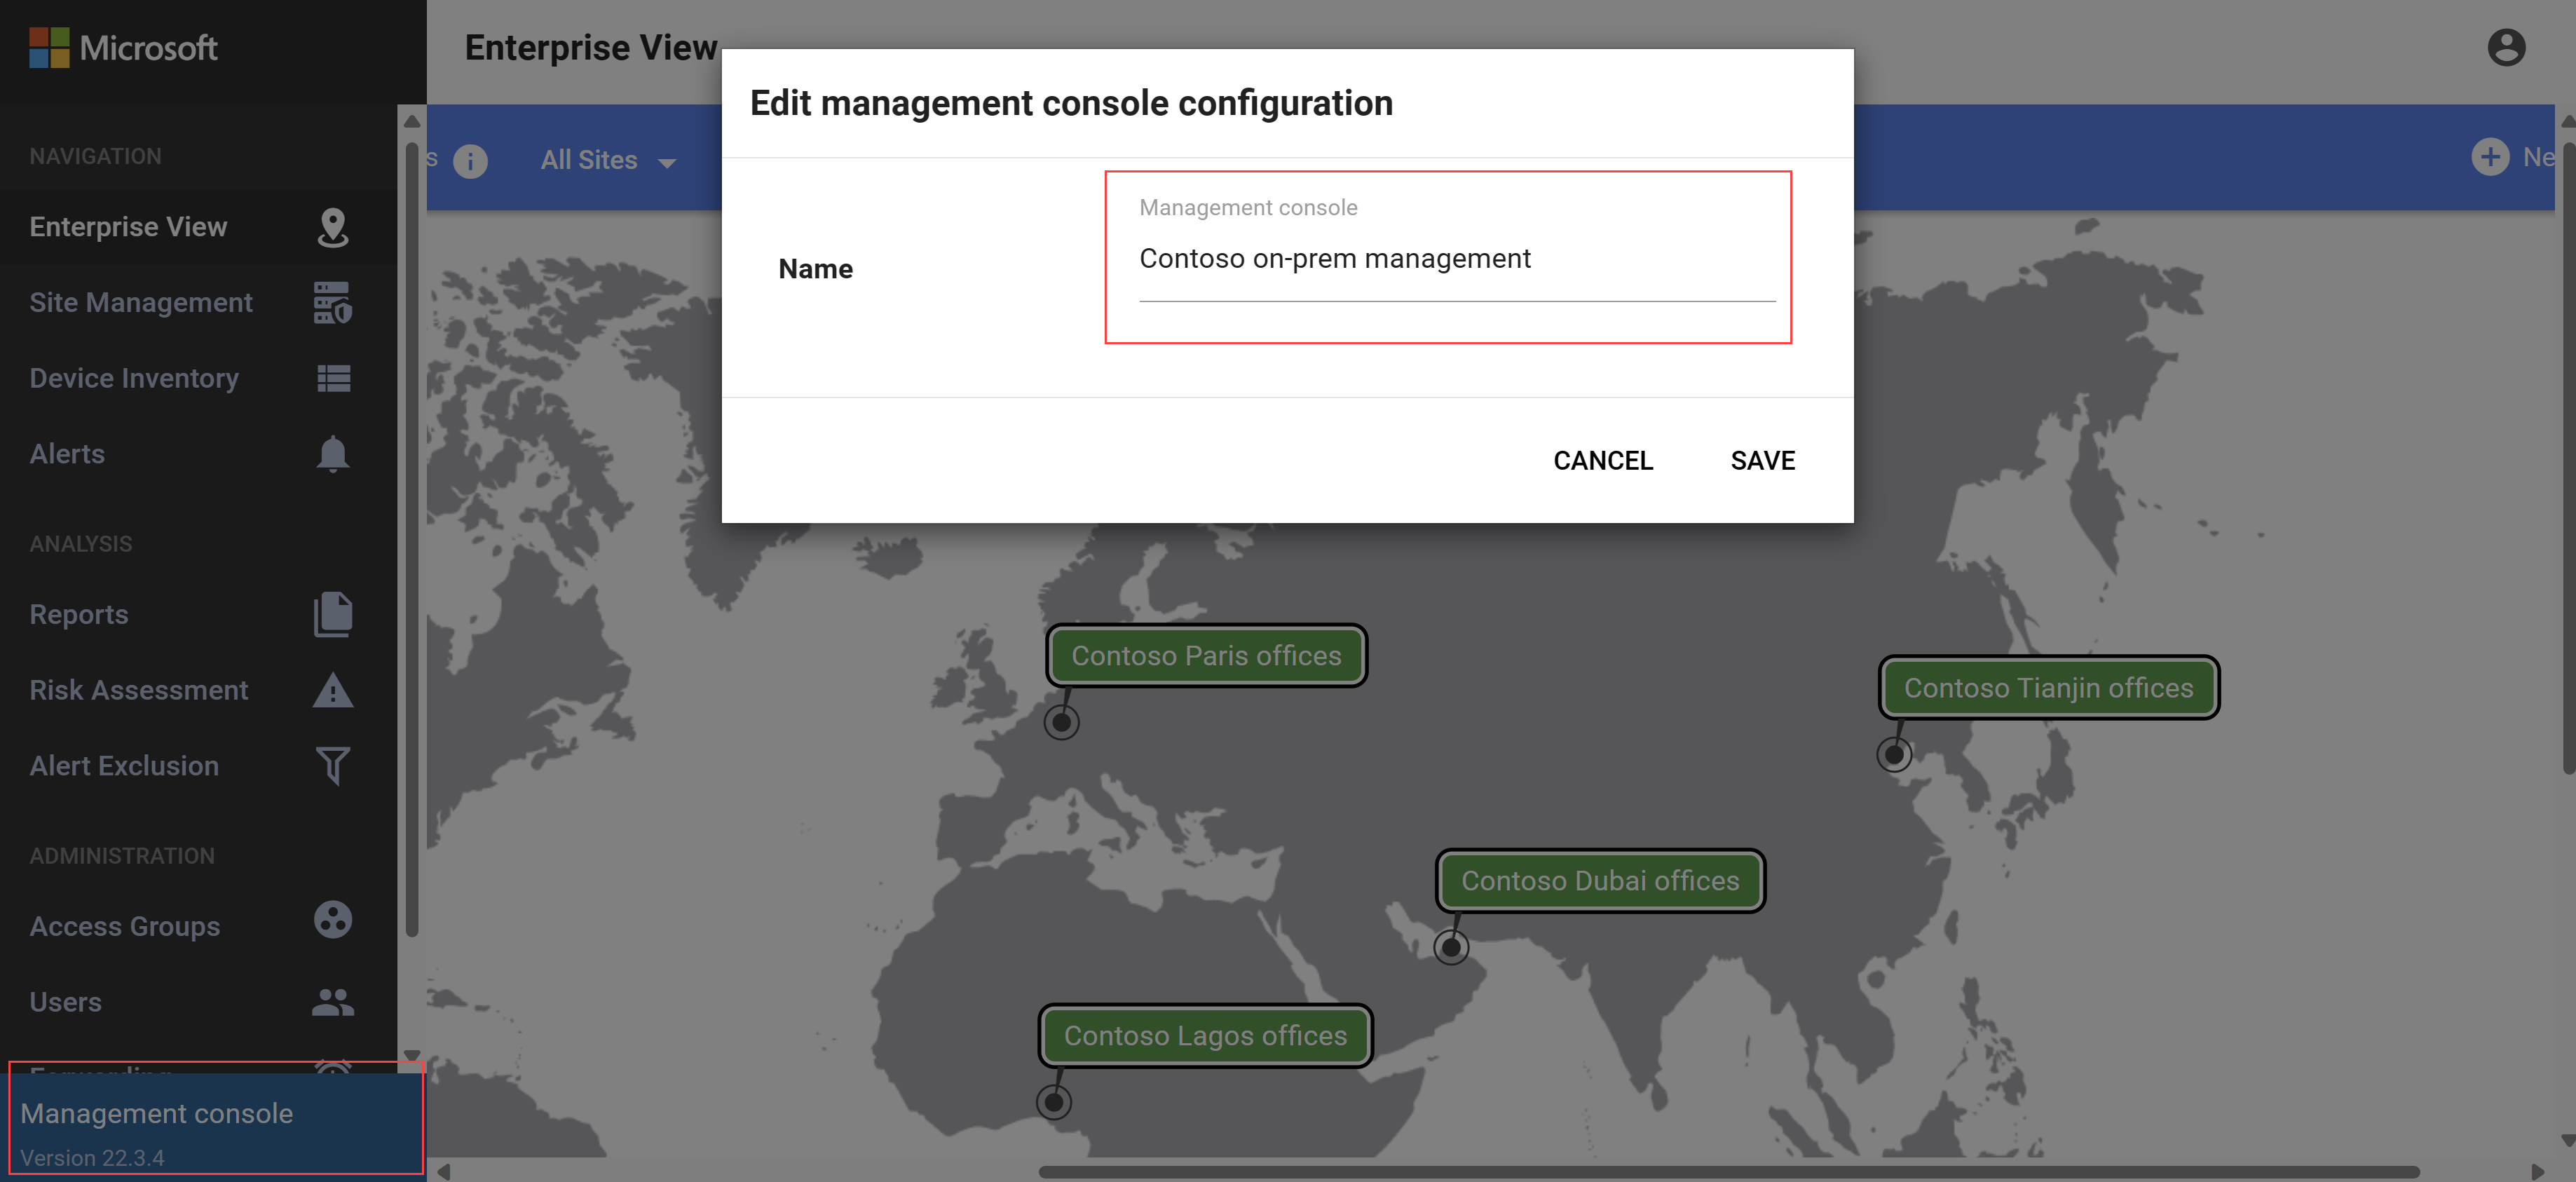 Microsoft
Enterprise View
NAVIGATION
Enterprise View
Site Management
Device Inventory
Alerts
ANALYSIS
Reports
Risk Assessment
Alert Exclusion
ADMINISTRATION
Access Groups
Users
Management console
Version 22.3.4
s
All Sites
Ne
Edit management console configuration
Name
Management console
Contoso on-prem management
CANCEL
SAVE
Contoso Paris offices
Contoso Tianjin offices
Contoso Dubai offices
Contoso Lagos offices